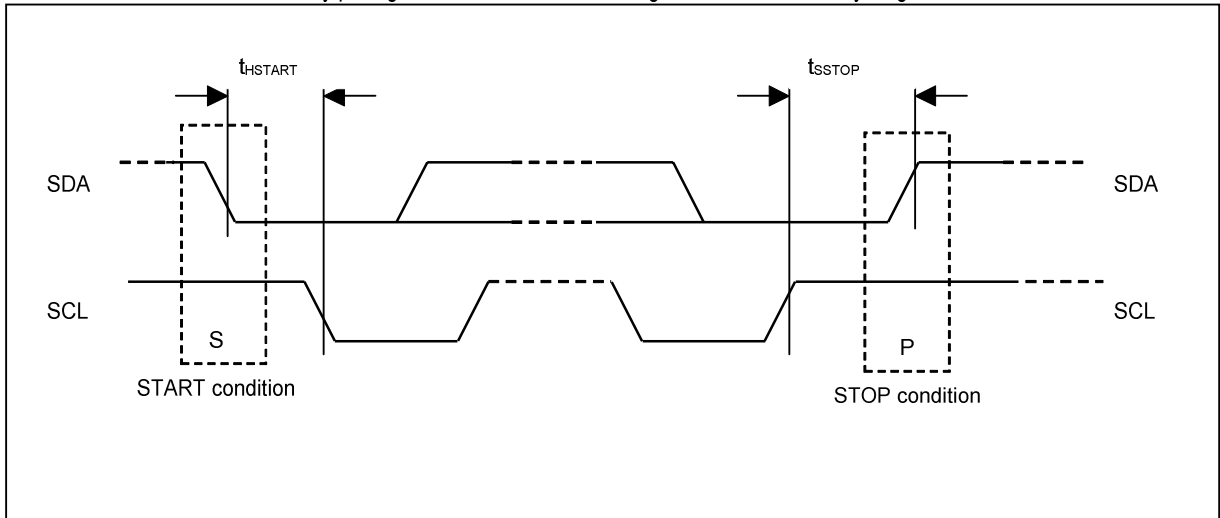 tHSTART
tSSTOP
SDA
SDA
SCL
SCL
S
P
START condition
STOP condition